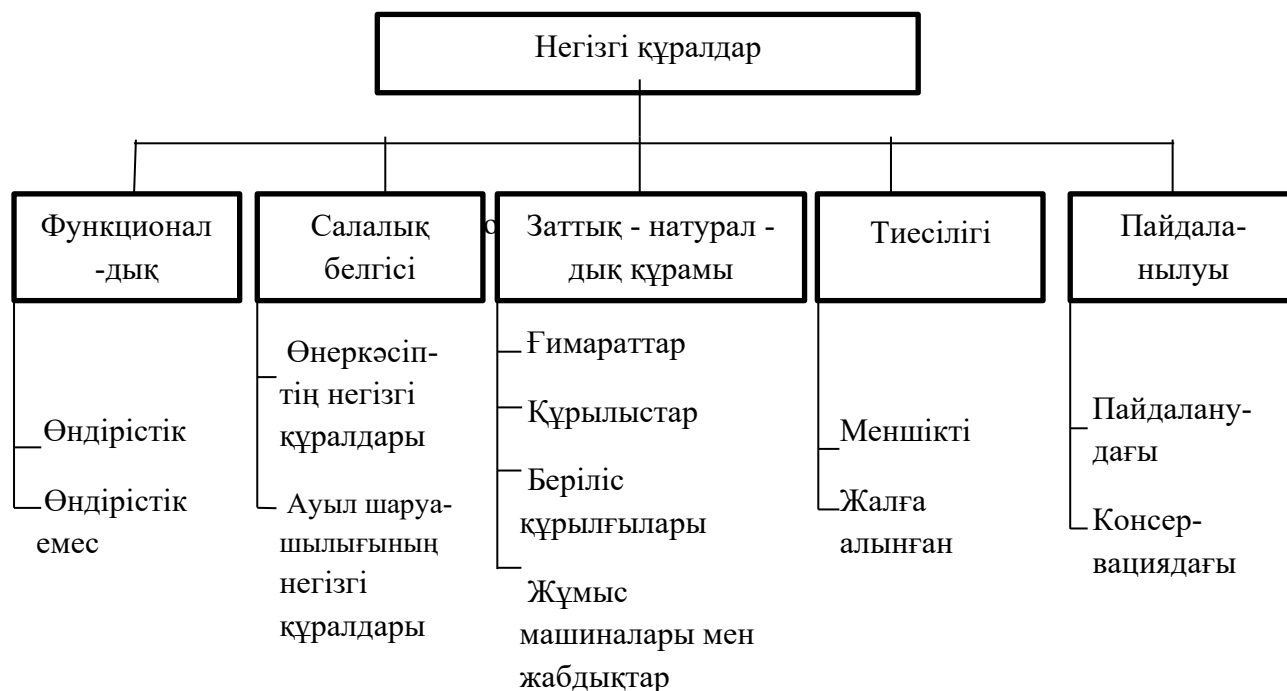 Негізгі құралдар
Функционал
-дық
Салалық
белгісі
Заттық - натурал -
дық құрамы
Тиесілігі
Пайдала-
нылуы
Өндірістік
Өндірістік
емес
Өнеркәсіп-
тің негізгі
құралдары
Ауыл шаруа-
шылығының
негізгі
құралдары
Ғимараттар
Құрылыстар
Беріліс
құрылғылары
Жұмыс
машиналары мен
жабдықтар
Меншікті
Жалға
алынған
Пайдалану-
дағы
Консер-
вациядағы